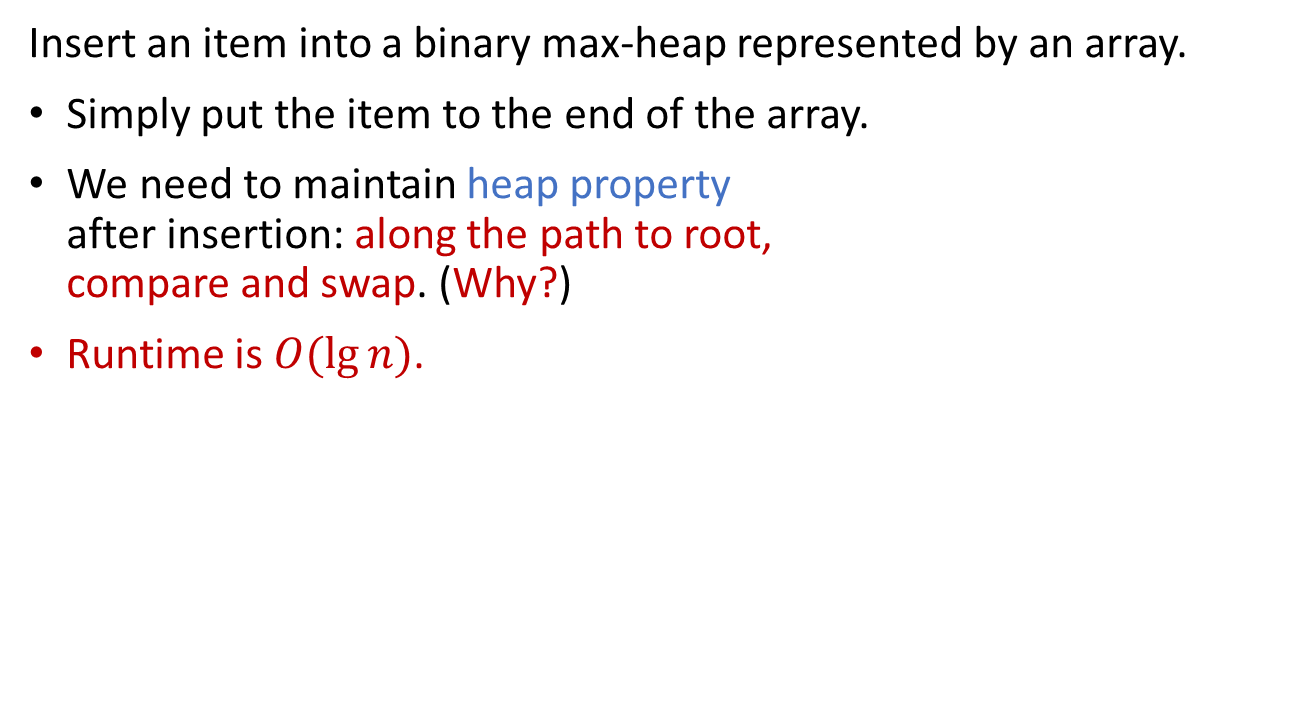 Insert an item into a binary max-heap represented by an array.
• Simply put the item to the end of the array.
• We need to maintain heap property
after insertion: along the path to root,
compare and swap. (Why?)
• Runtime is 𝑂(lg 𝑛).